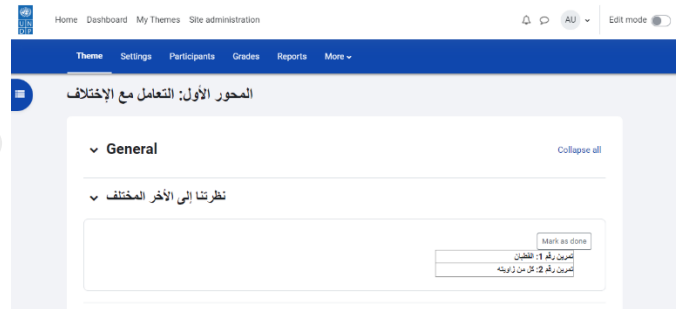 UN
DP
Home Dashboard My Themes Site administration AU Edit mode
Theme Settings Participants Grades Reports More
المحور الأول: التعامل مع الإختلاف
General Collapse all
نظرتنا إلى الأخر المختلف
Mark as done
تمرين رقم 1: القطبان
تمرين رقم 2: كل من زاويته